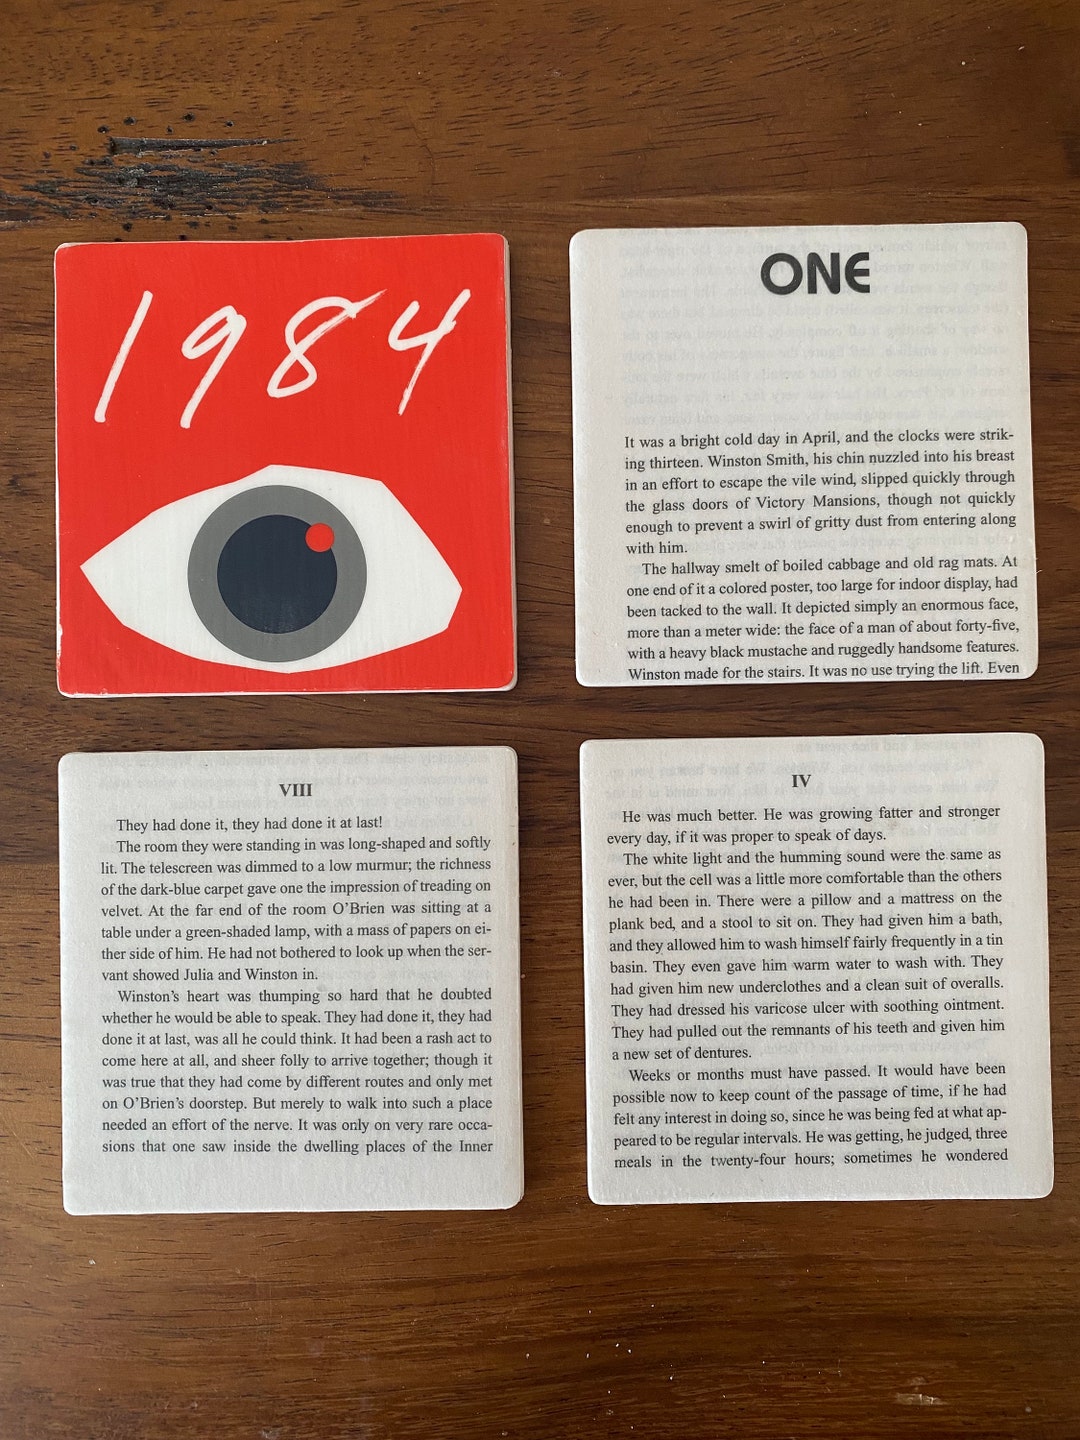 1984
ONE
It was a bright cold day in April, and the clocks were strik-
ing thirteen. Winston Smith, his chin nuzzled into his breast
in an effort to escape the vile wind, slipped quickly through
the glass doors of Victory Mansions, though not quickly
enough to prevent a swirl of gritty dust from entering along
with him.
The hallway smelt of boiled cabbage and old rag mats. At
one end of it a colored poster, too large for indoor display, had
been tacked to the wall. It depicted simply an enormous face,
more than a meter wide: the face of a man of about forty-five,
with a heavy black mustache and ruggedly handsome features.
Winston made for the stairs. It was no use trying the lift. Even
VIII
They had done it, they had done it at last!
The room they were standing in was long-shaped and softly
lit. The telescreen was dimmed to a low murmur; the richness
of the dark-blue carpet gave one the impression of treading on
velvet. At the far end of the room O'Brien was sitting at a
table under a green-shaded lamp, with a mass of papers on ei-
ther side of him. He had not bothered to look up when the ser-
vant showed Julia and Winston in.
Winston's heart was thumping so hard that he doubted
whether he would be able to speak. They had done it, they had
done it at last, was all he could think. It had been a rash act to
come here at all, and sheer folly to arrive together; though it
was true that they had come by different routes and only met
on O'Brien's doorstep. But merely to walk into such a place
needed an effort of the nerve. It was only on very rare occa-
sions that one saw inside the dwelling places of the Inner
IV
He was much better. He was growing fatter and stronger
every day, if it was proper to speak of days.
The white light and the humming sound were the same as
ever, but the cell was a little more comfortable than the others
he had been in. There were a pillow and a mattress on the
plank bed, and a stool to sit on. They had given him a bath,
and they allowed him to wash himself fairly frequently in a tin
basin. They even gave him warm water to wash with. They
had given him new underclothes and a clean suit of overalls.
They had dressed his varicose ulcer with soothing ointment.
They had pulled out the remnants of his teeth and given him
a new set of dentures.
Weeks or months must have passed. It would have been
possible now to keep count of the passage of time, if he had
felt any interest in doing so, since he was being fed at what ap-
peared to be regular intervals. He was getting, he judged, three
meals in the twenty-four hours; sometimes he wondered